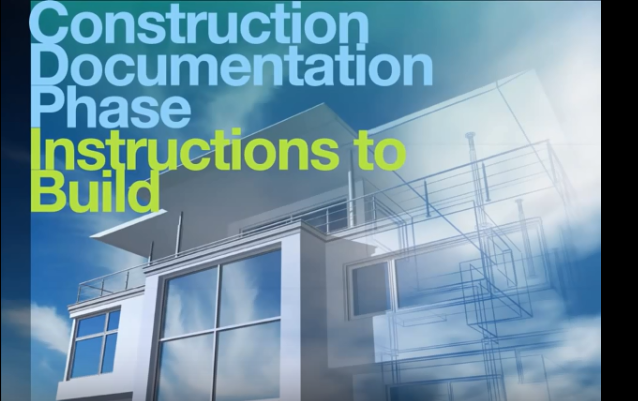 Construction
Documentation
Phase
Instructions to
Build